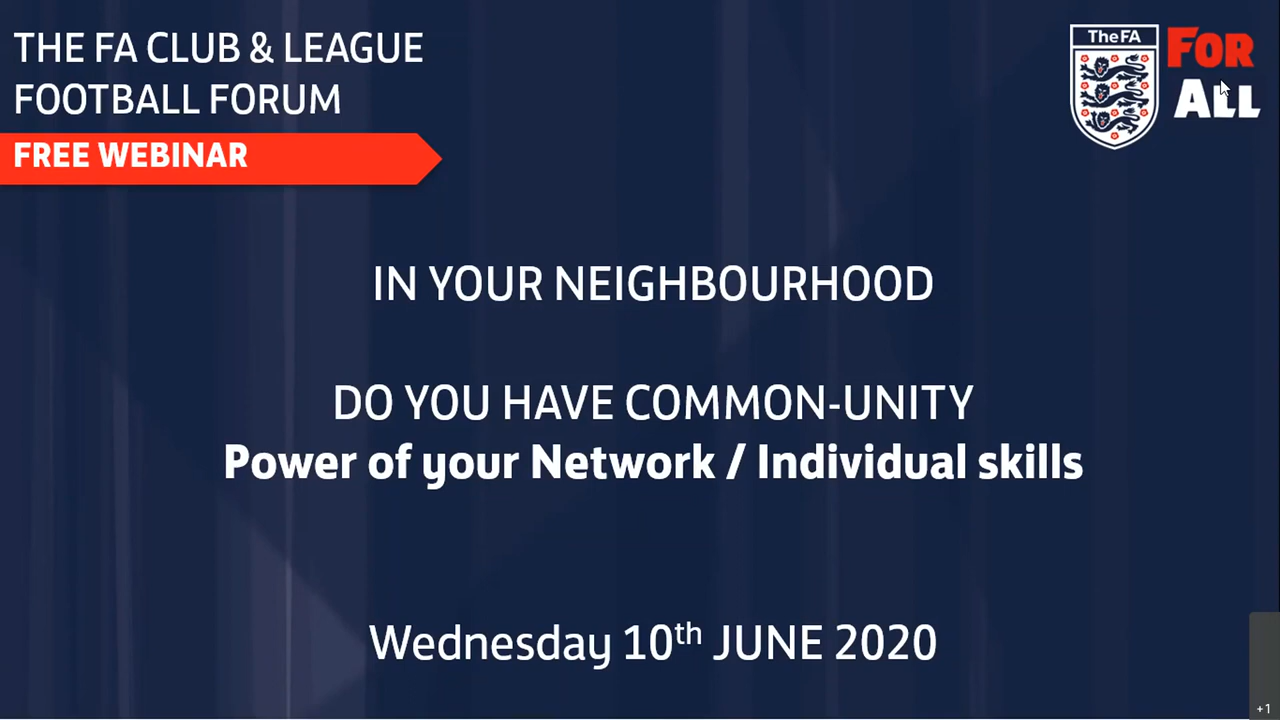 THE FA CLUB & LEAGUE
FOOTBALL FORUM
FREE WEBINAR
TheFA
FOR
ALL
IN YOUR NEIGHBOURHOOD
DO YOU HAVE COMMON-UNITY
Power of your Network / Individual skills
Wednesday 10th JUNE 2020
+1